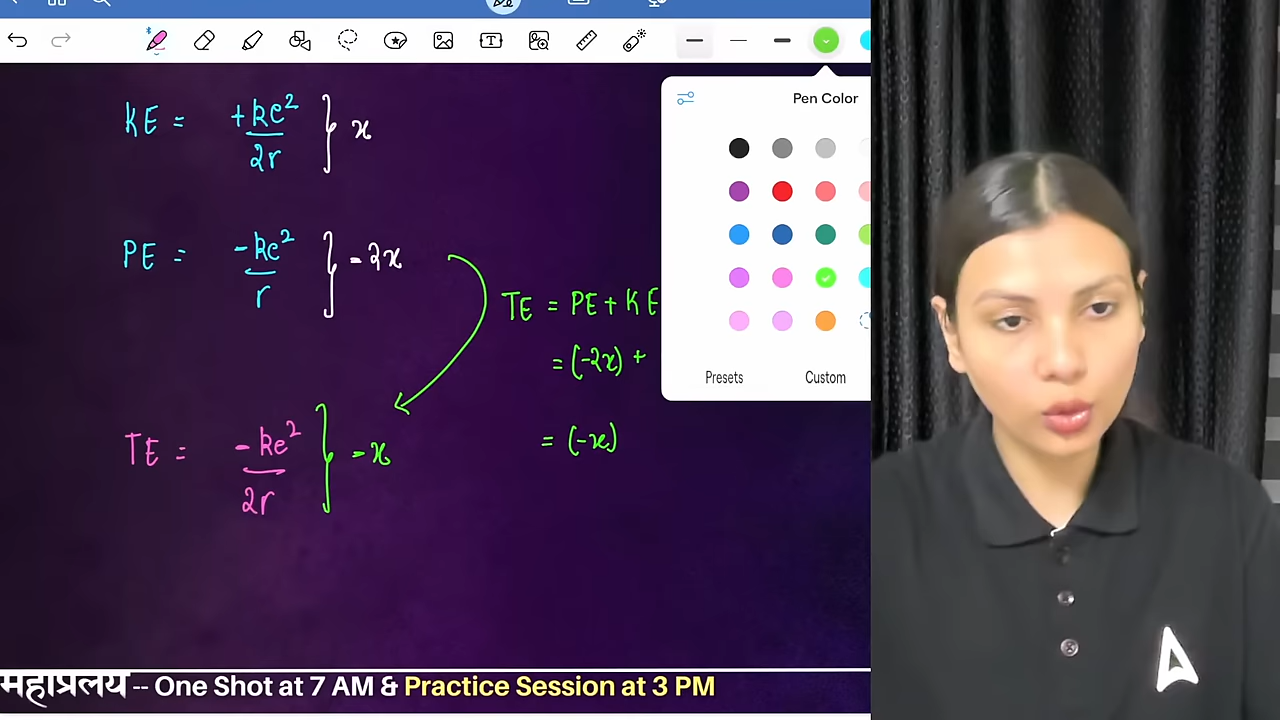 Pen Color
KE = +ke²/2r } x
PE = -ke²/r } -2x
TE = PE + KE
= (-2x) +
Presets Custom
TE = -ke²/2r } -x
= (-x)
महाप्रलय -- One Shot at 7 AM & Practice Session at 3 PM